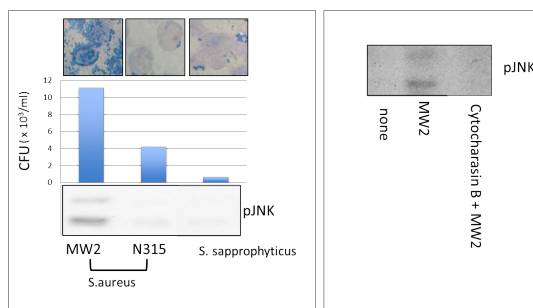 12
10
8
6
4
2
0
CFU ( x 10³/ml)
pJNK
MW2 N315 S. sapprophyticus
S.aureus
pJNK
none
MW2
Cytocharasin B + MW2